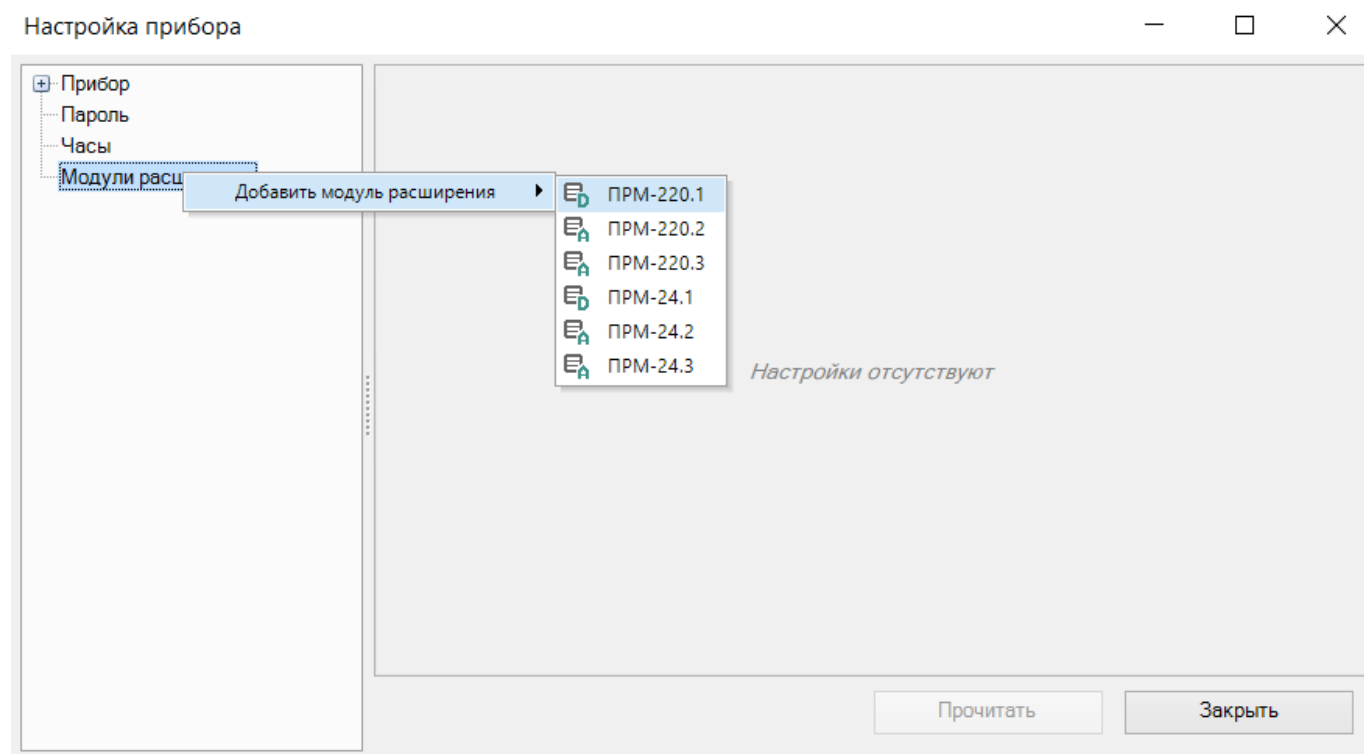 Настройка прибора
Прибор
Пароль
Часы
Модули расш
Добавить модуль расширения
ПРМ-220.1
ПРМ-220.2
ПРМ-220.3
ПРМ-24.1
ПРМ-24.2
ПРМ-24.3
Настройки отсутствуют
Прочитать
Закрыть